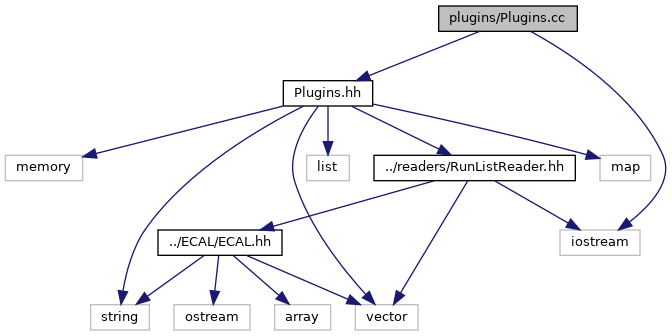 plugins/Plugins.cc
Plugins.hh
memory
list
../readers/RunListReader.hh
map
../ECAL/ECAL.hh
iostream
string
ostream
array
vector